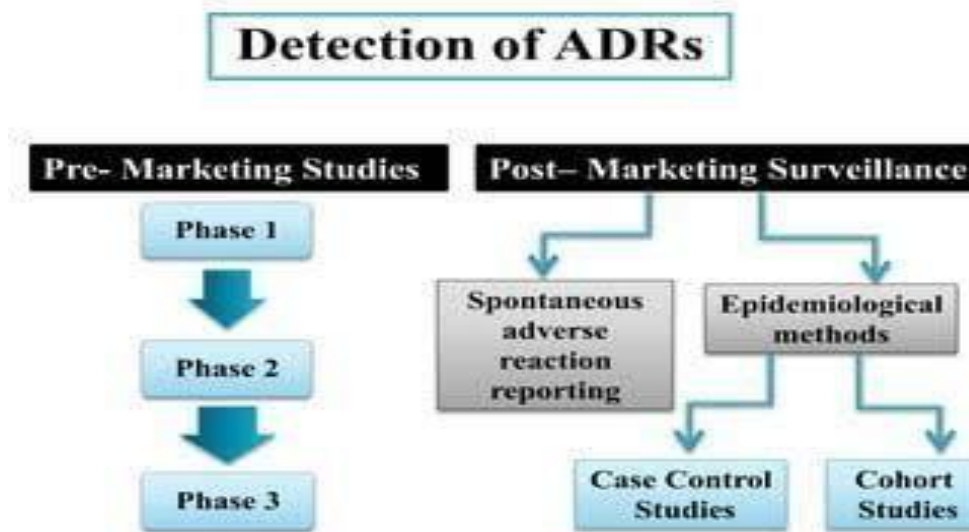 Detection of ADRs
Pre- Marketing Studies
Phase 1
Phase 2
Phase 3
Post– Marketing Surveillance
Spontaneous
adverse
reaction
reporting
Epidemiological
methods
Case Control
Studies
Cohort
Studies